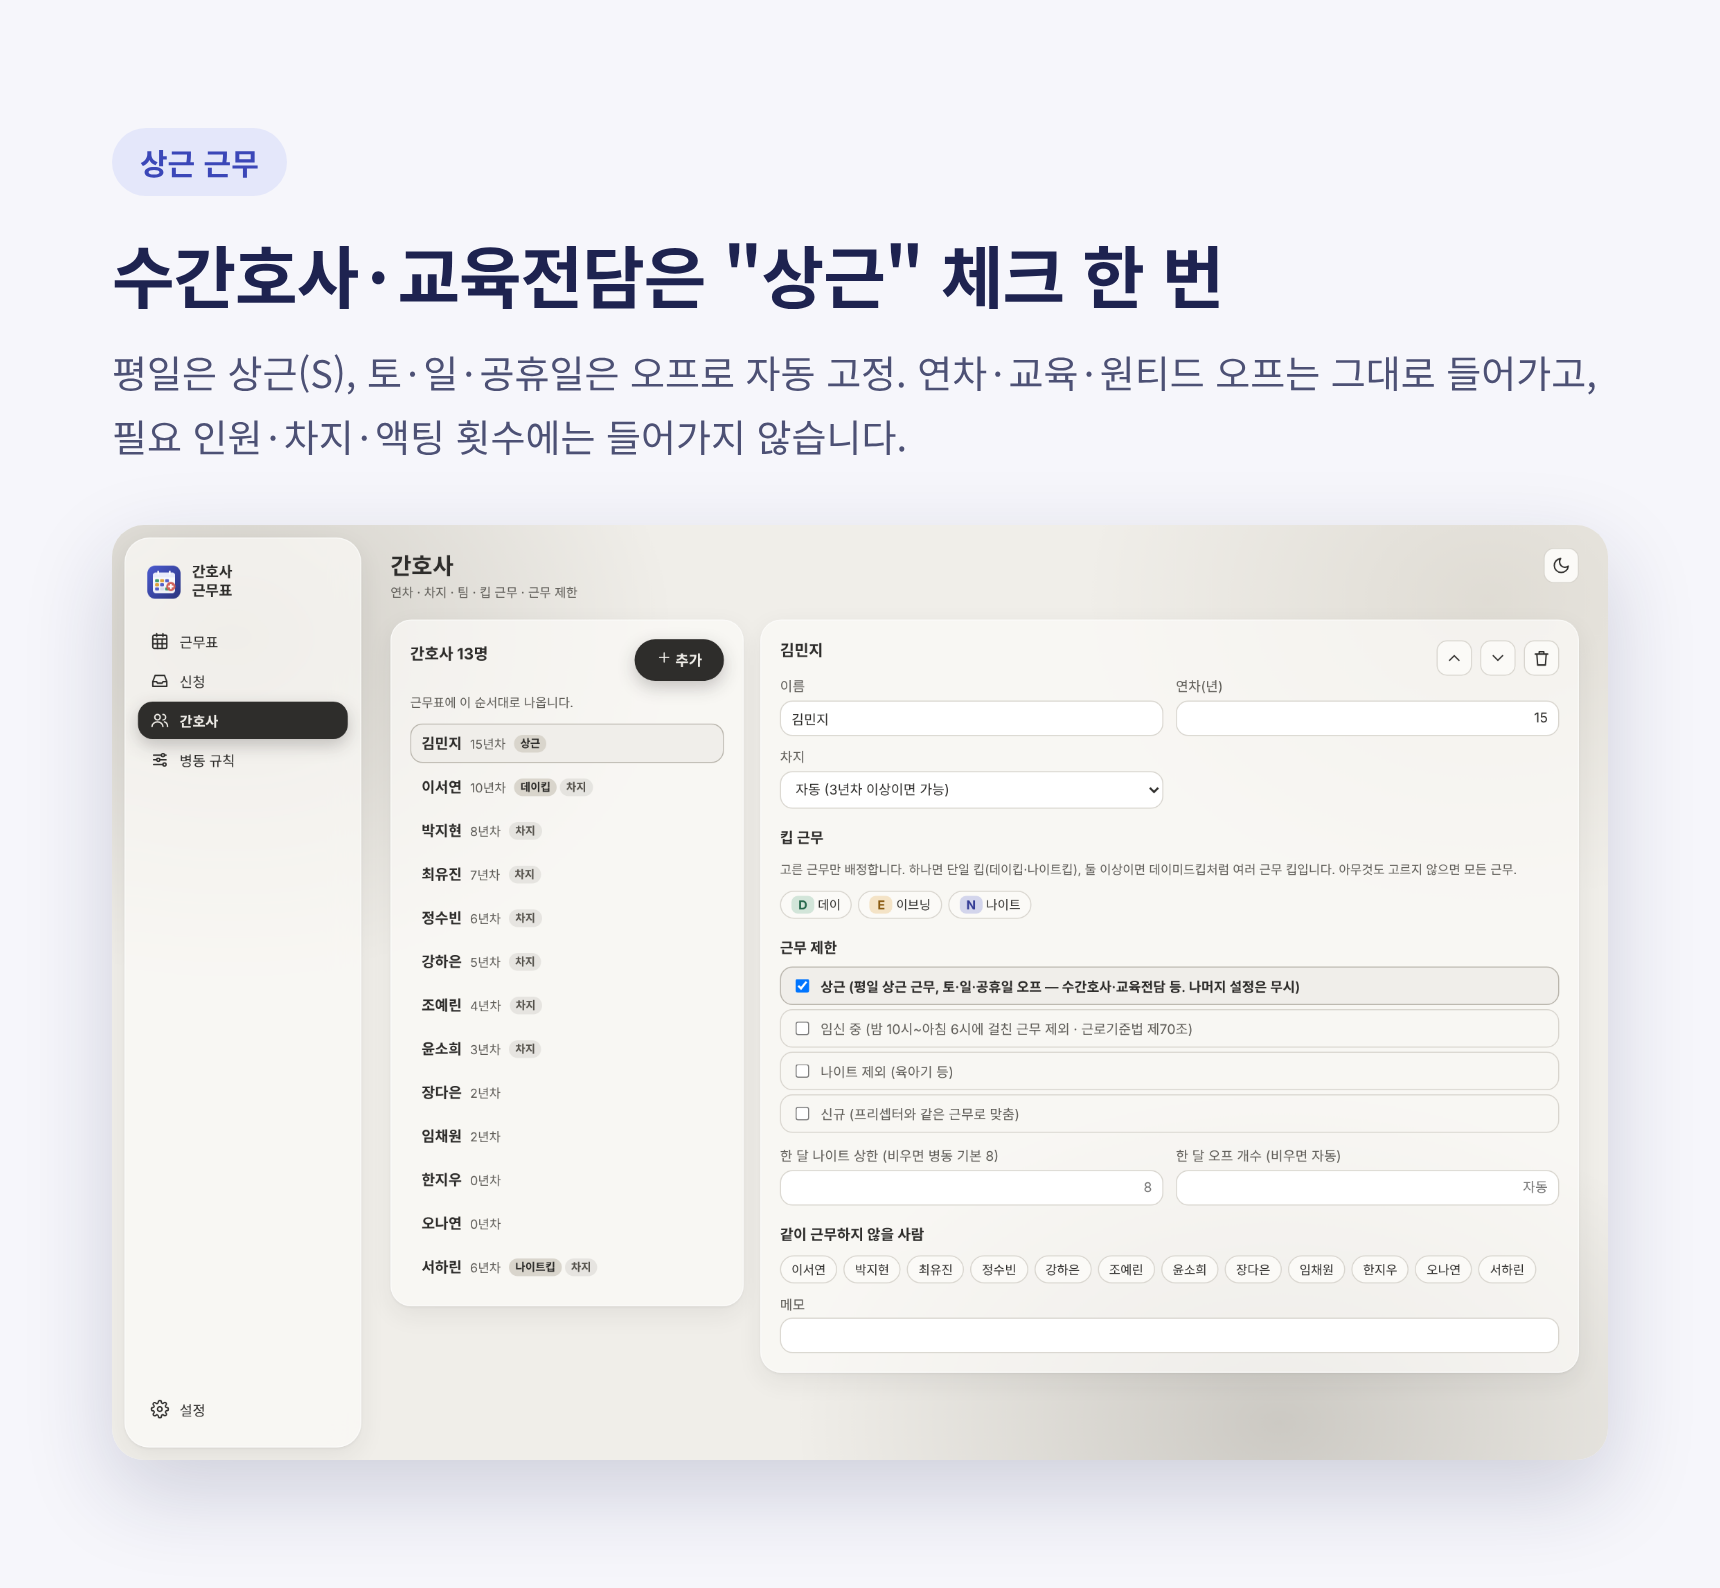 상근 근무
수간호사·교육전담은 "상근" 체크 한 번
평일은 상근(S), 토·일·공휴일은 오프로 자동 고정. 연차·교육·원티드 오프는 그대로 들어가고,
필요 인원·차지·액팅 횟수에는 들어가지 않습니다.
간호사
근무표
근무표
신청
간호사
병동 규칙
설정
간호사
연차 · 차지 · 팀 · 킵 근무 · 근무 제한
간호사 13명
+ 추가
근무표에 이 순서대로 나옵니다.
김민지 15년차 상근
이서연 10년차 데이킵 차지
박지현 8년차 차지
최유진 7년차 차지
정수빈 6년차 차지
강하은 5년차 차지
조예린 4년차 차지
윤소희 3년차 차지
장다은 2년차
임채원 2년차
한지우 0년차
오나연 0년차
서하린 6년차 나이트킵 차지
김민지
이름 연차(년)
김민지 15
차지
자동 (3년차 이상이면 가능)
킵 근무
고른 근무만 배정합니다. 하나면 단일 킵(데이킵·나이트킵), 둘 이상이면 데이미드킵처럼 여러 근무 킵입니다. 아무것도 고르지 않으면 모든 근무.
D 데이 E 이브닝 N 나이트
근무 제한
상근 (평일 상근 근무, 토·일·공휴일 오프 — 수간호사·교육전담 등. 나머지 설정은 무시)
임신 중 (밤 10시~아침 6시에 걸친 근무 제외 · 근로기준법 제70조)
나이트 제외 (육아기 등)
신규 (프리셉터와 같은 근무로 맞춤)
한 달 나이트 상한 (비우면 병동 기본 8) 한 달 오프 개수 (비우면 자동)
8 자동
같이 근무하지 않을 사람
이서연 박지현 최유진 정수빈 강하은 조예린 윤소희 장다은 임채원 한지우 오나연 서하린
메모